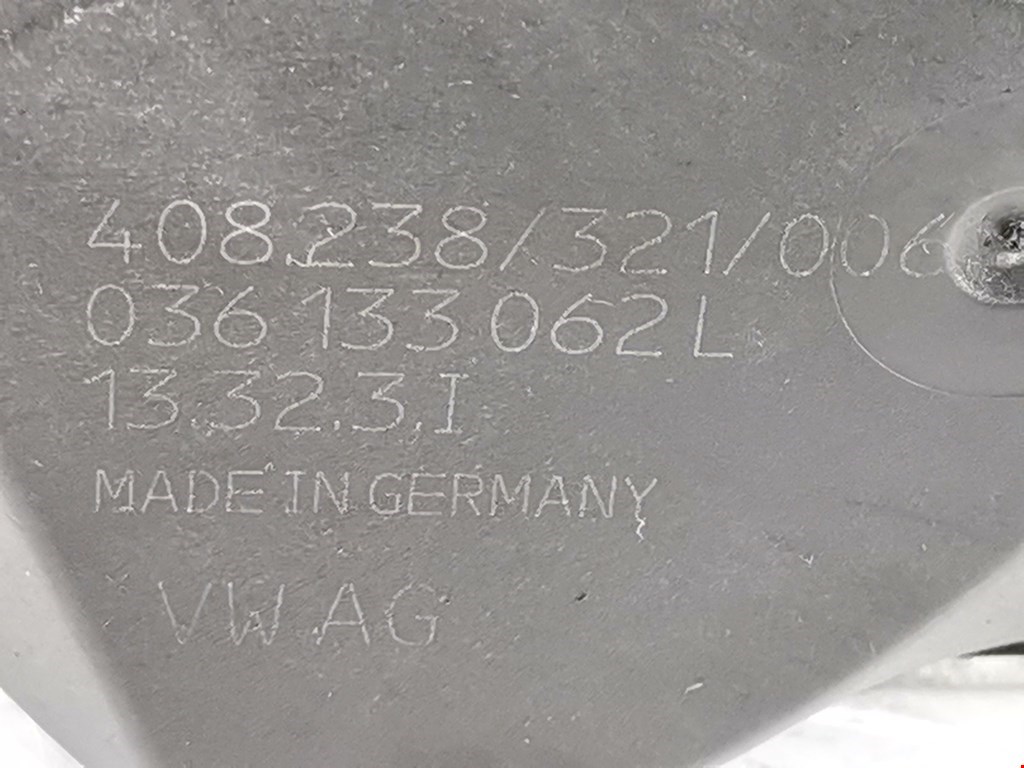 408.238/321/006
036 133 062 L
13.32.3.I
MADE IN GERMANY
VW AG